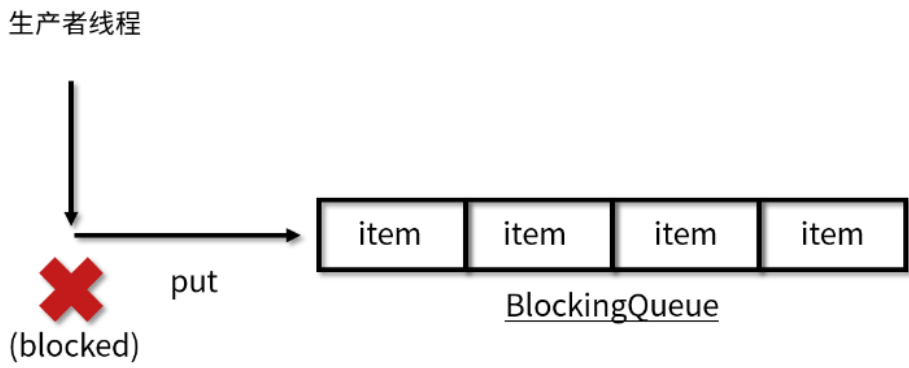 生产者线程
item item item item
put
BlockingQueue
(blocked)